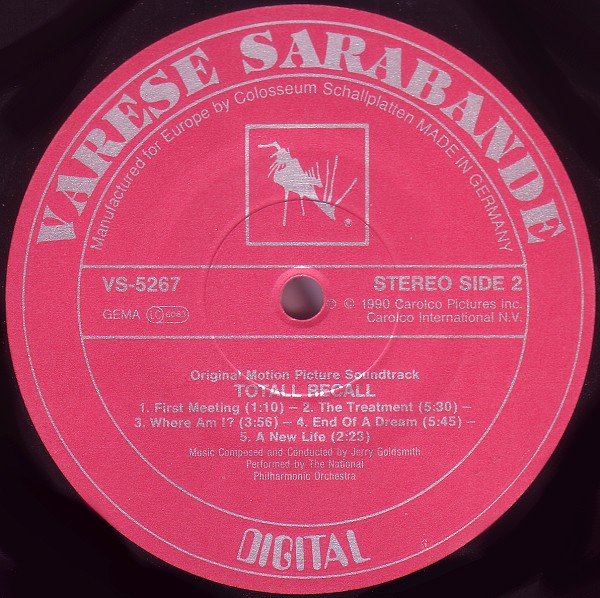 VARESE SARABANDE
Manufactured for Europe by Colosseum Schallplatten MADE IN GERMANY
®
VS-5267
STEREO SIDE 2
GEMA LC 6083
℗ © 1990 Carolco Pictures Inc.
Carolco International N.V.
Original Motion Picture Soundtrack
TOTALL RECALL
1. First Meeting (1:10) – 2. The Treatment (5:30) –
3. Where Am I? (3:56) – 4. End Of A Dream (5:45) –
5. A New Life (2:23)
Music Composed and Conducted by Jerry Goldsmith
Performed by The National
Philharmonic Orchestra
DIGITAL